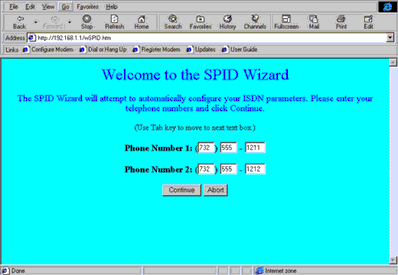 File Edit View Go Favorites Help
Back Forward Stop Refresh Home Search Favorites History Channels Fullscreen Mail Print Edit
Address http://192.168.1.1/wSPID.htm
Links Configure Modem Dial or Hang Up Register Modem Updates User Guide
Welcome to the SPID Wizard
The SPID Wizard will attempt to automatically configure your ISDN parameters. Please enter your
telephone numbers and click Continue.
(Use Tab key to move to next text box.)
Phone Number 1: (732) 555 - 1211
Phone Number 2: (732) 555 - 1212
Continue Abort
Done Internet zone